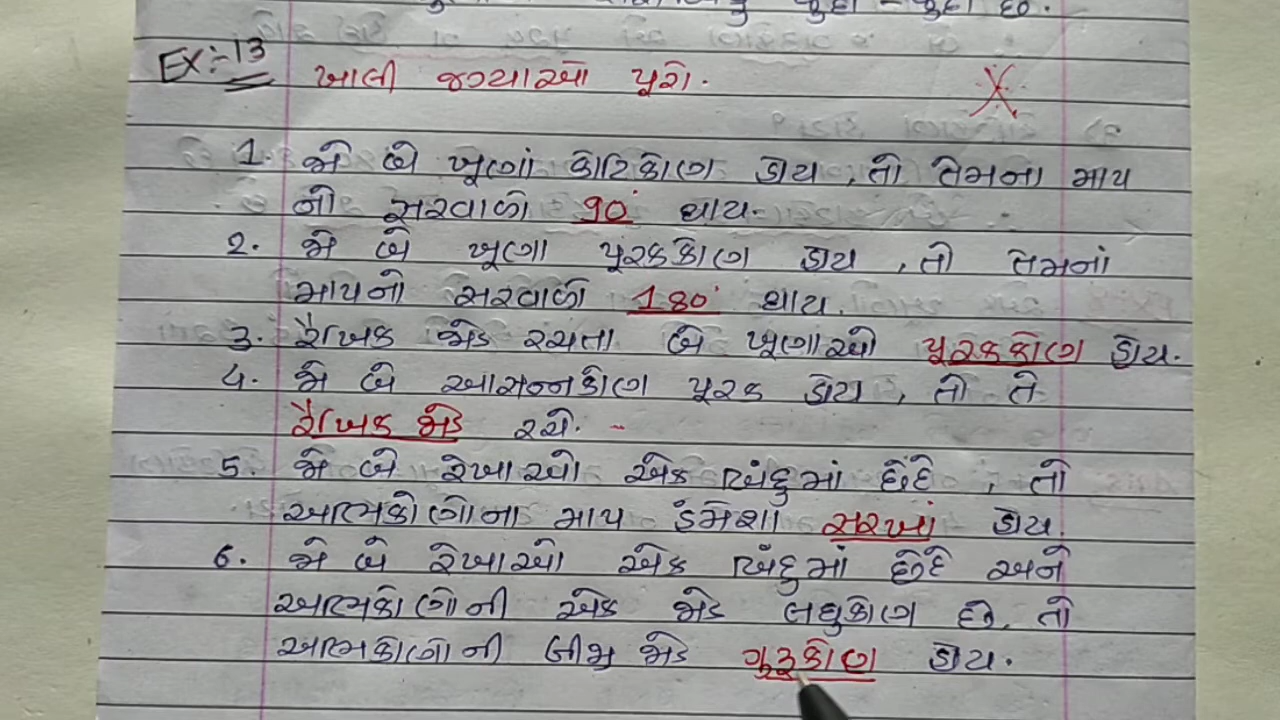 EX:-13 ખાલી જગ્યાઓ પૂરો.
1. જો બે ખૂણાં કોટિકોણ હોય, તો તેમના માપ
નો સરવાળો 90° થાય.
2. જો બે ખૂણા પૂરકકોણ હોય, તો તેમનાં
માપનો સરવાળો 180° થાય.
3. રૈખિક જોડ રચતા બે ખૂણાઓ પૂરકકોણ હોય.
4. જો બે આસન્નકોણ પૂરક હોય, તો તે
રૈખિક જોડ રચે.
5. જો બે રેખાઓ એક બિંદુમાં છેદે, તો
અભિકોણોના માપ હંમેશા સરખાં હોય.
6. જો બે રેખાઓ એક બિંદુમાં છેદે અને
અભિકોણોની એક જોડ લઘુકોણ છે, તો
અભિકોણોની બીજી જોડ ગુરૂકોણ હોય.